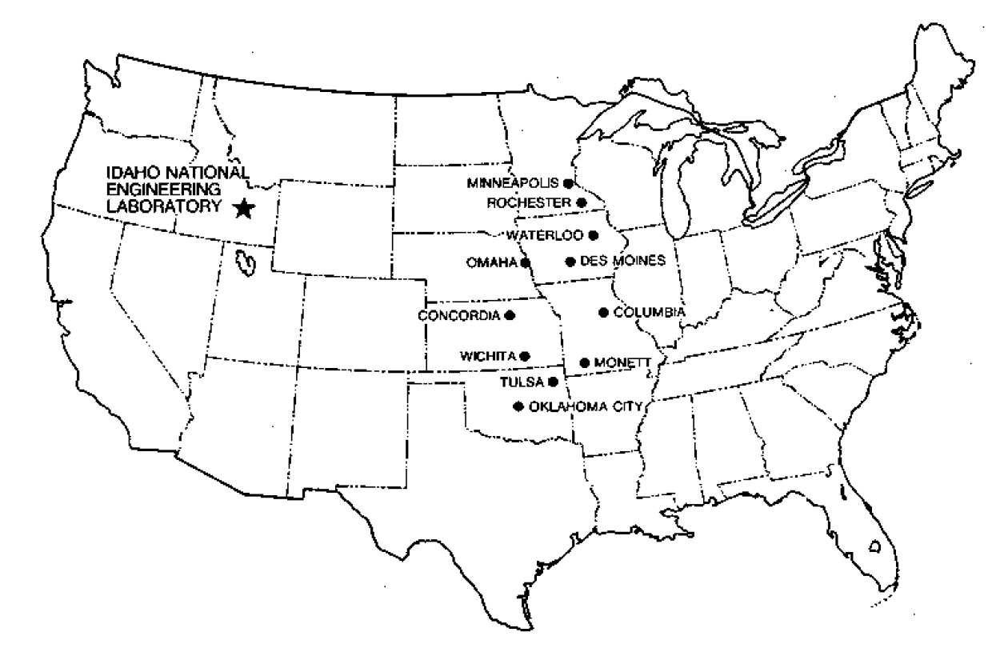 IDAHO NATIONAL
ENGINEERING
LABORATORY
MINNEAPOLIS
ROCHESTER
WATERLOO
OMAHA
DES MOINES
CONCORDIA
COLUMBIA
WICHITA
MONETT
TULSA
OKLAHOMA CITY